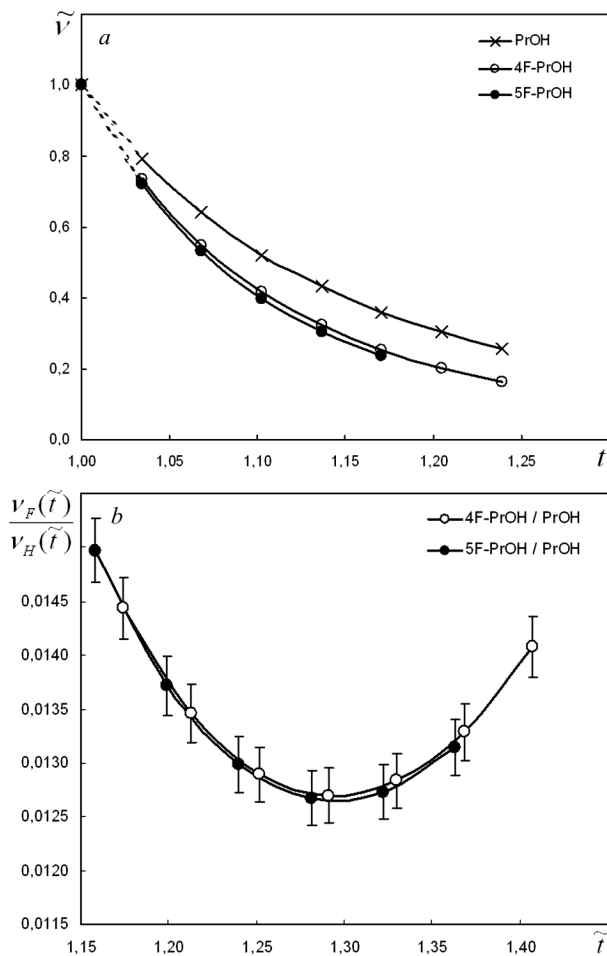 ṽ
a
PrOH
4F-PrOH
5F-PrOH
1,0
0,8
0,6
0,4
0,2
0,0
1,00 1,05 1,10 1,15 1,20 1,25 t
ν_F(t̃)
ν_H(t̃)
b
4F-PrOH / PrOH
5F-PrOH / PrOH
0,0145
0,0140
0,0135
0,0130
0,0125
0,0120
0,0115
1,15 1,20 1,25 1,30 1,35 1,40 t̃